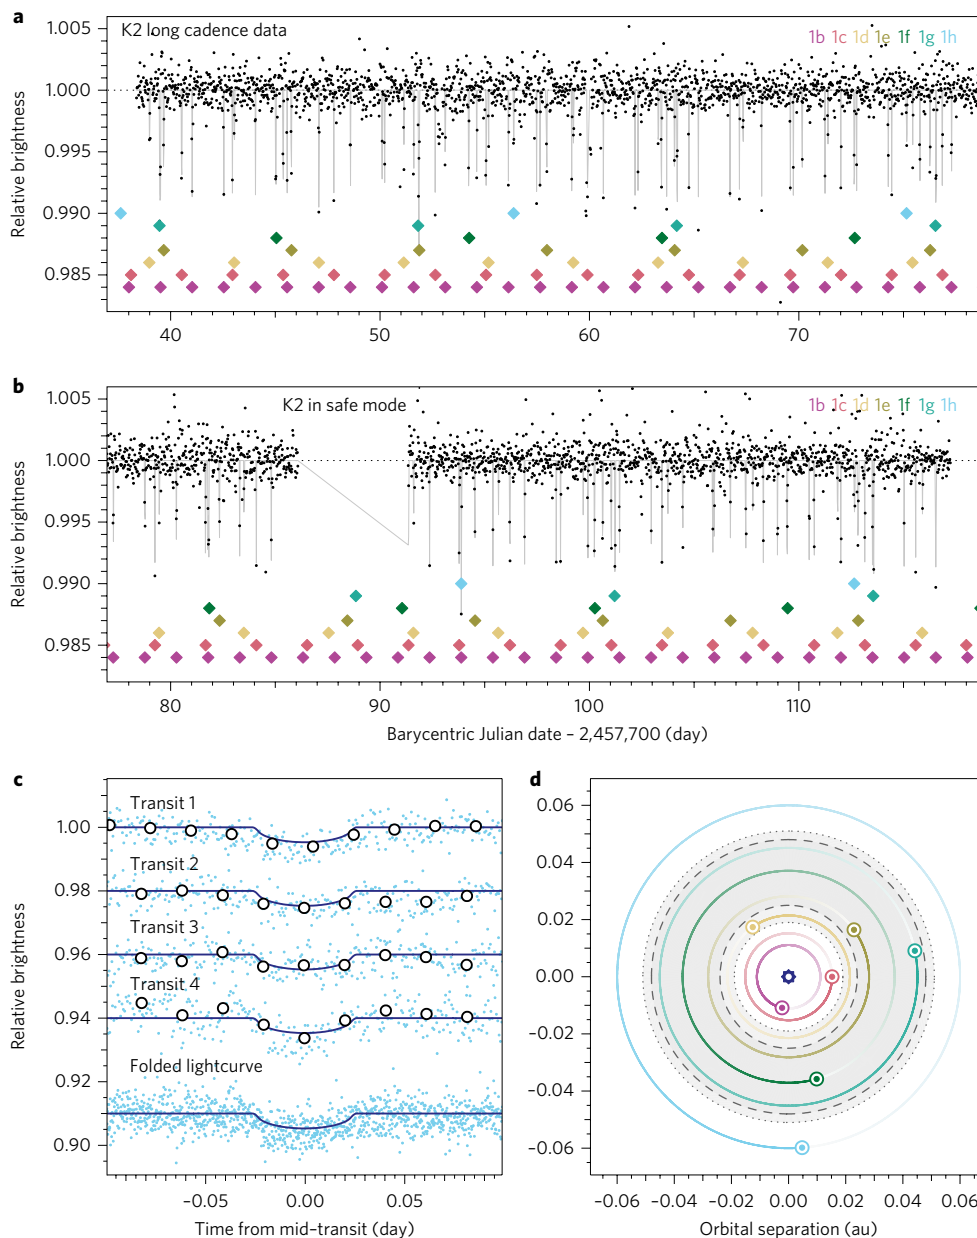 a
K2 long cadence data
1b 1c 1d 1e 1f 1g 1h
1.005
1.000
0.995
0.990
0.985
Relative brightness
40 50 60 70
b
K2 in safe mode
1b 1c 1d 1e 1f 1g 1h
1.005
1.000
0.995
0.990
0.985
Relative brightness
80 90 100 110
Barycentric Julian date – 2,457,700 (day)
c
Transit 1
Transit 2
Transit 3
Transit 4
Folded lightcurve
1.00
0.98
0.96
0.94
0.92
0.90
Relative brightness
−0.05 0.00 0.05
Time from mid–transit (day)
d
0.06
0.04
0.02
0.00
−0.02
−0.04
−0.06
−0.06 −0.04 −0.02 0.00 0.02 0.04 0.06
Orbital separation (au)